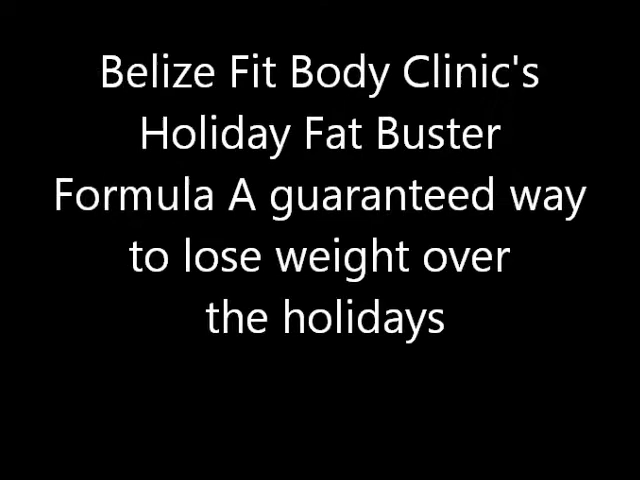 Belize Fit Body Clinic's
Holiday Fat Buster
Formula A guaranteed way
to lose weight over
the holidays